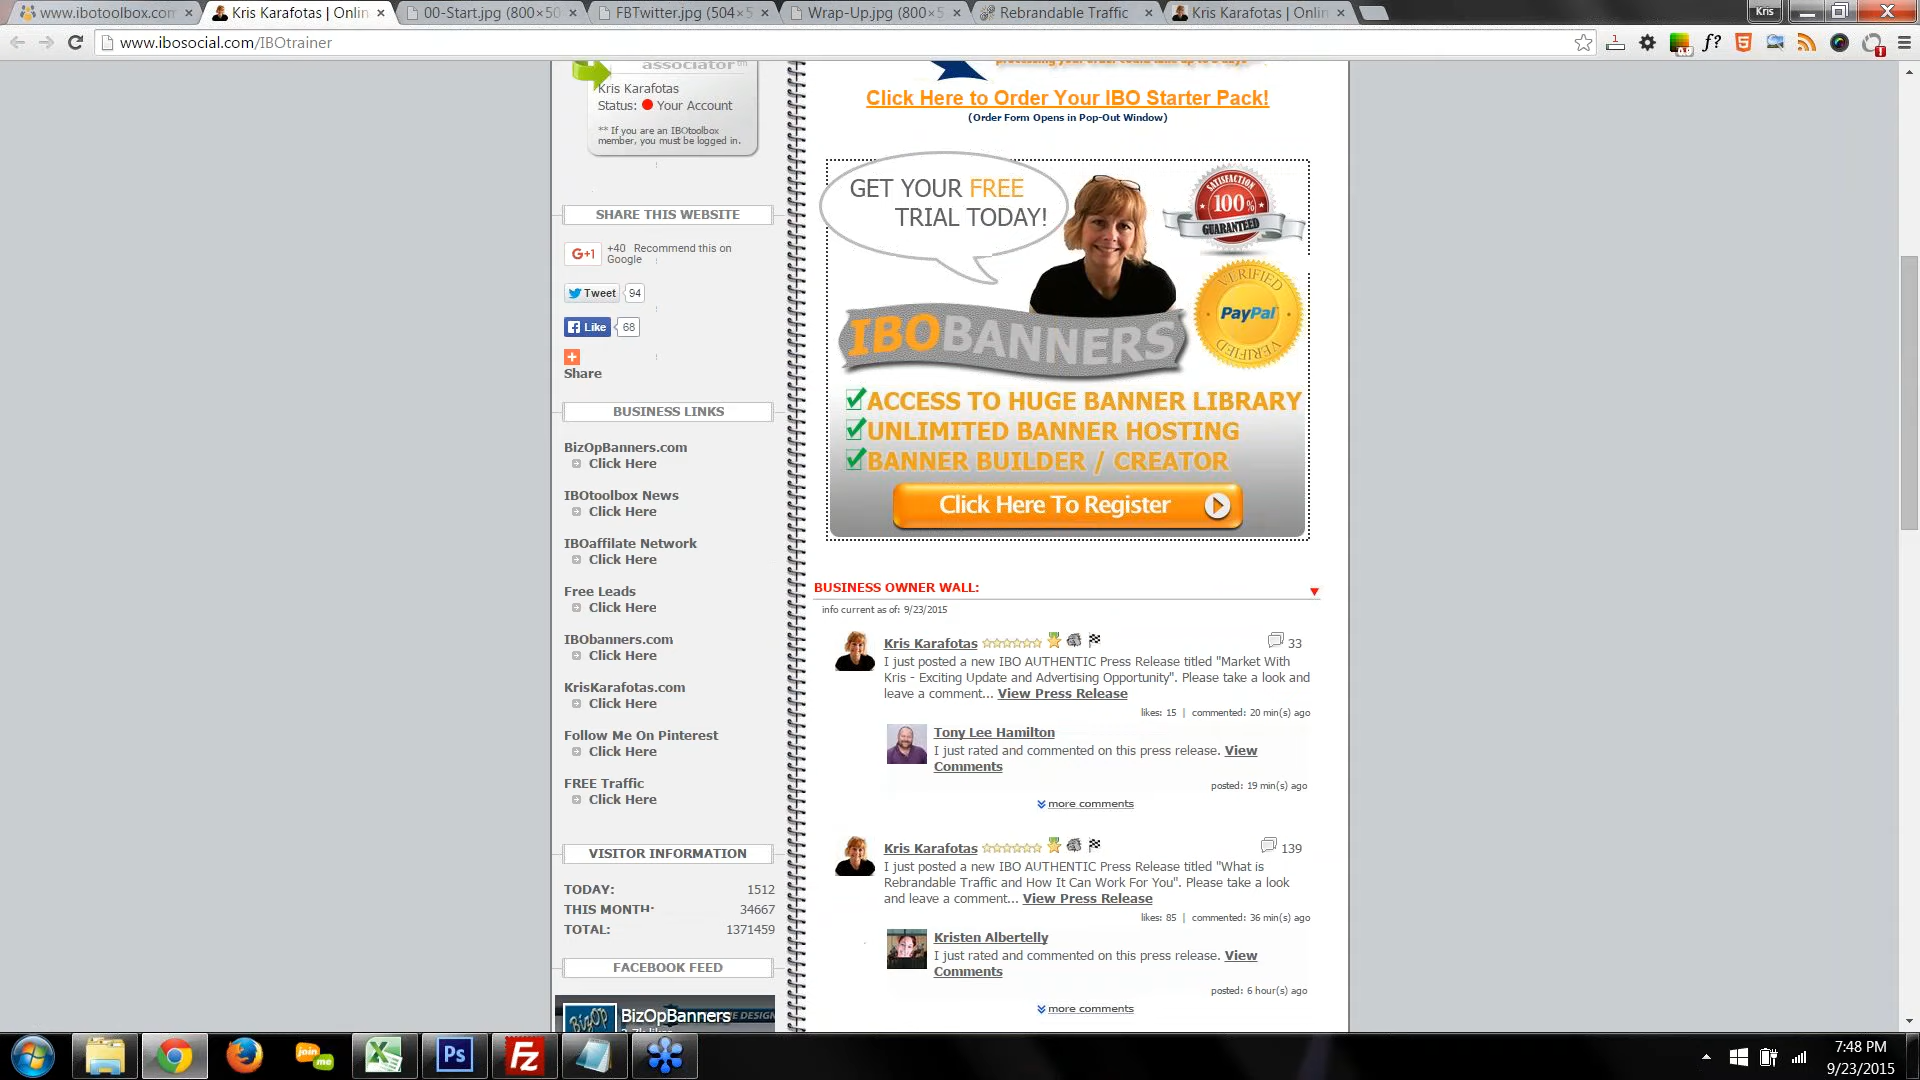 www.ibotoolbox.com
Kris Karafotas | Onlin
00-Start.jpg (800×50
FBTwitter.jpg (504×5
Wrap-Up.jpg (800×5
Rebrandable Traffic
Kris Karafotas | Onlin
Kris
www.ibosocial.com/IBOtrainer
associator
Kris Karafotas
Status: Your Account
** If you are an IBOtoolbox
member, you must be logged in.
SHARE THIS WEBSITE
G+1
+40 Recommend this on
Google
Tweet 94
Like 68
Share
BUSINESS LINKS
BizOpBanners.com
Click Here
IBOtoolbox News
Click Here
IBOaffilate Network
Click Here
Free Leads
Click Here
IBObanners.com
Click Here
KrisKarafotas.com
Click Here
Follow Me On Pinterest
Click Here
FREE Traffic
Click Here
VISITOR INFORMATION
TODAY: 1512
THIS MONTH: 34667
TOTAL: 1371459
FACEBOOK FEED
BizOp
BizOpBanners
processing your order could take up to 2 days
Click Here to Order Your IBO Starter Pack!
(Order Form Opens in Pop-Out Window)
GET YOUR FREE
TRIAL TODAY!
SATISFACTION
100%
GUARANTEED
VERIFIED
PayPal
VERIFIED
IBOBANNERS
ACCESS TO HUGE BANNER LIBRARY
UNLIMITED BANNER HOSTING
BANNER BUILDER / CREATOR
Click Here To Register
BUSINESS OWNER WALL:
info current as of: 9/23/2015
Kris Karafotas 33
I just posted a new IBO AUTHENTIC Press Release titled "Market With
Kris - Exciting Update and Advertising Opportunity". Please take a look and
leave a comment... View Press Release
likes: 15 | commented: 20 min(s) ago
Tony Lee Hamilton
I just rated and commented on this press release. View
Comments
posted: 19 min(s) ago
more comments
Kris Karafotas 139
I just posted a new IBO AUTHENTIC Press Release titled "What is
Rebrandable Traffic and How It Can Work For You". Please take a look
and leave a comment... View Press Release
likes: 85 | commented: 36 min(s) ago
Kristen Albertelly
I just rated and commented on this press release. View
Comments
posted: 6 hour(s) ago
more comments
join
me
Ps
7:48 PM
9/23/2015